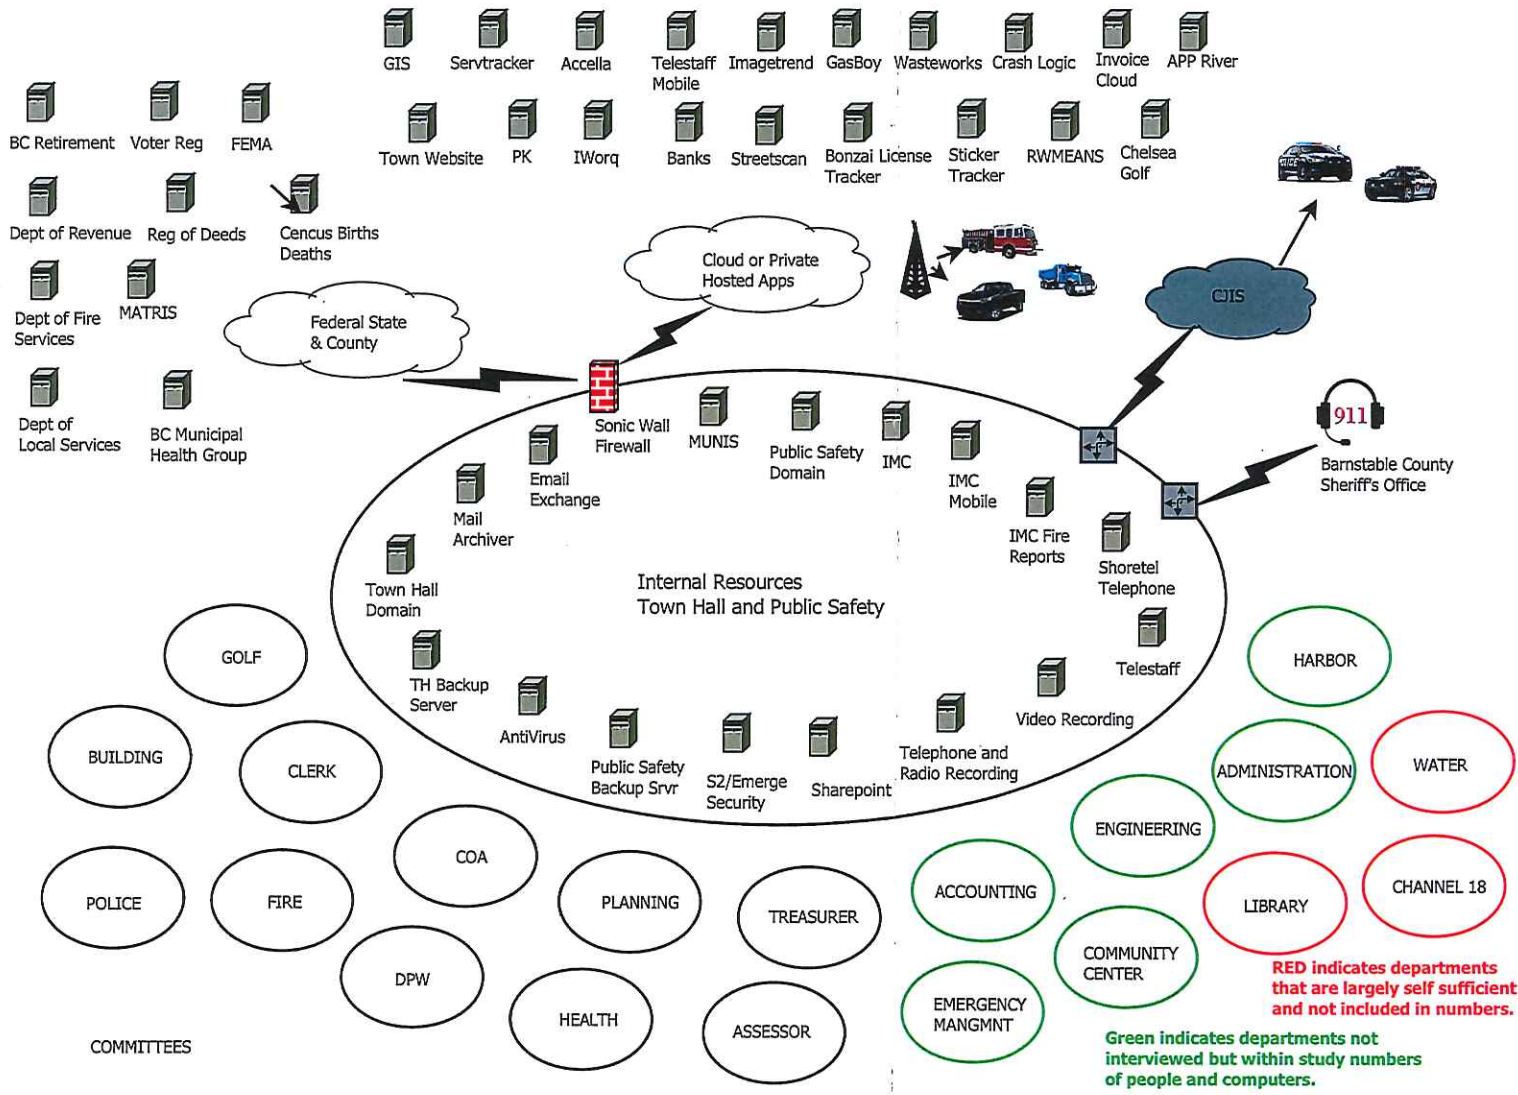 GIS
Servtracker
Accella
Telestaff
Mobile
Imagetrend
GasBoy
Wasteworks
Crash Logic
Invoice
Cloud
APP River
BC Retirement
Voter Reg
FEMA
Town Website
PK
IWorq
Banks
Streetscan
Bonzai License
Tracker
Sticker
Tracker
RWMEANS
Chelsea
Golf
POLICE
Dept of Revenue
Reg of Deeds
Cencus Births
Deaths
Dept of Fire
Services
MATRIS
Federal State
& County
Cloud or Private
Hosted Apps
CJIS
Dept of
Local Services
BC Municipal
Health Group
Sonic Wall
Firewall
MUNIS
Public Safety
Domain
IMC
IMC
Mobile
911
Barnstable County
Sheriff's Office
Email
Exchange
Mail
Archiver
IMC Fire
Reports
Shoretel
Telephone
Town Hall
Domain
Internal Resources
Town Hall and Public Safety
TH Backup
Server
AntiVirus
Public Safety
Backup Srvr
S2/Emerge
Security
Sharepoint
Telephone and
Radio Recording
Video Recording
Telestaff
GOLF
HARBOR
BUILDING
CLERK
ADMINISTRATION
WATER
COA
ENGINEERING
POLICE
FIRE
PLANNING
TREASURER
ACCOUNTING
LIBRARY
CHANNEL 18
DPW
COMMUNITY
CENTER
HEALTH
ASSESSOR
EMERGENCY
MANGMNT
RED indicates departments
that are largely self sufficient
and not included in numbers.
COMMITTEES
Green indicates departments not
interviewed but within study numbers
of people and computers.